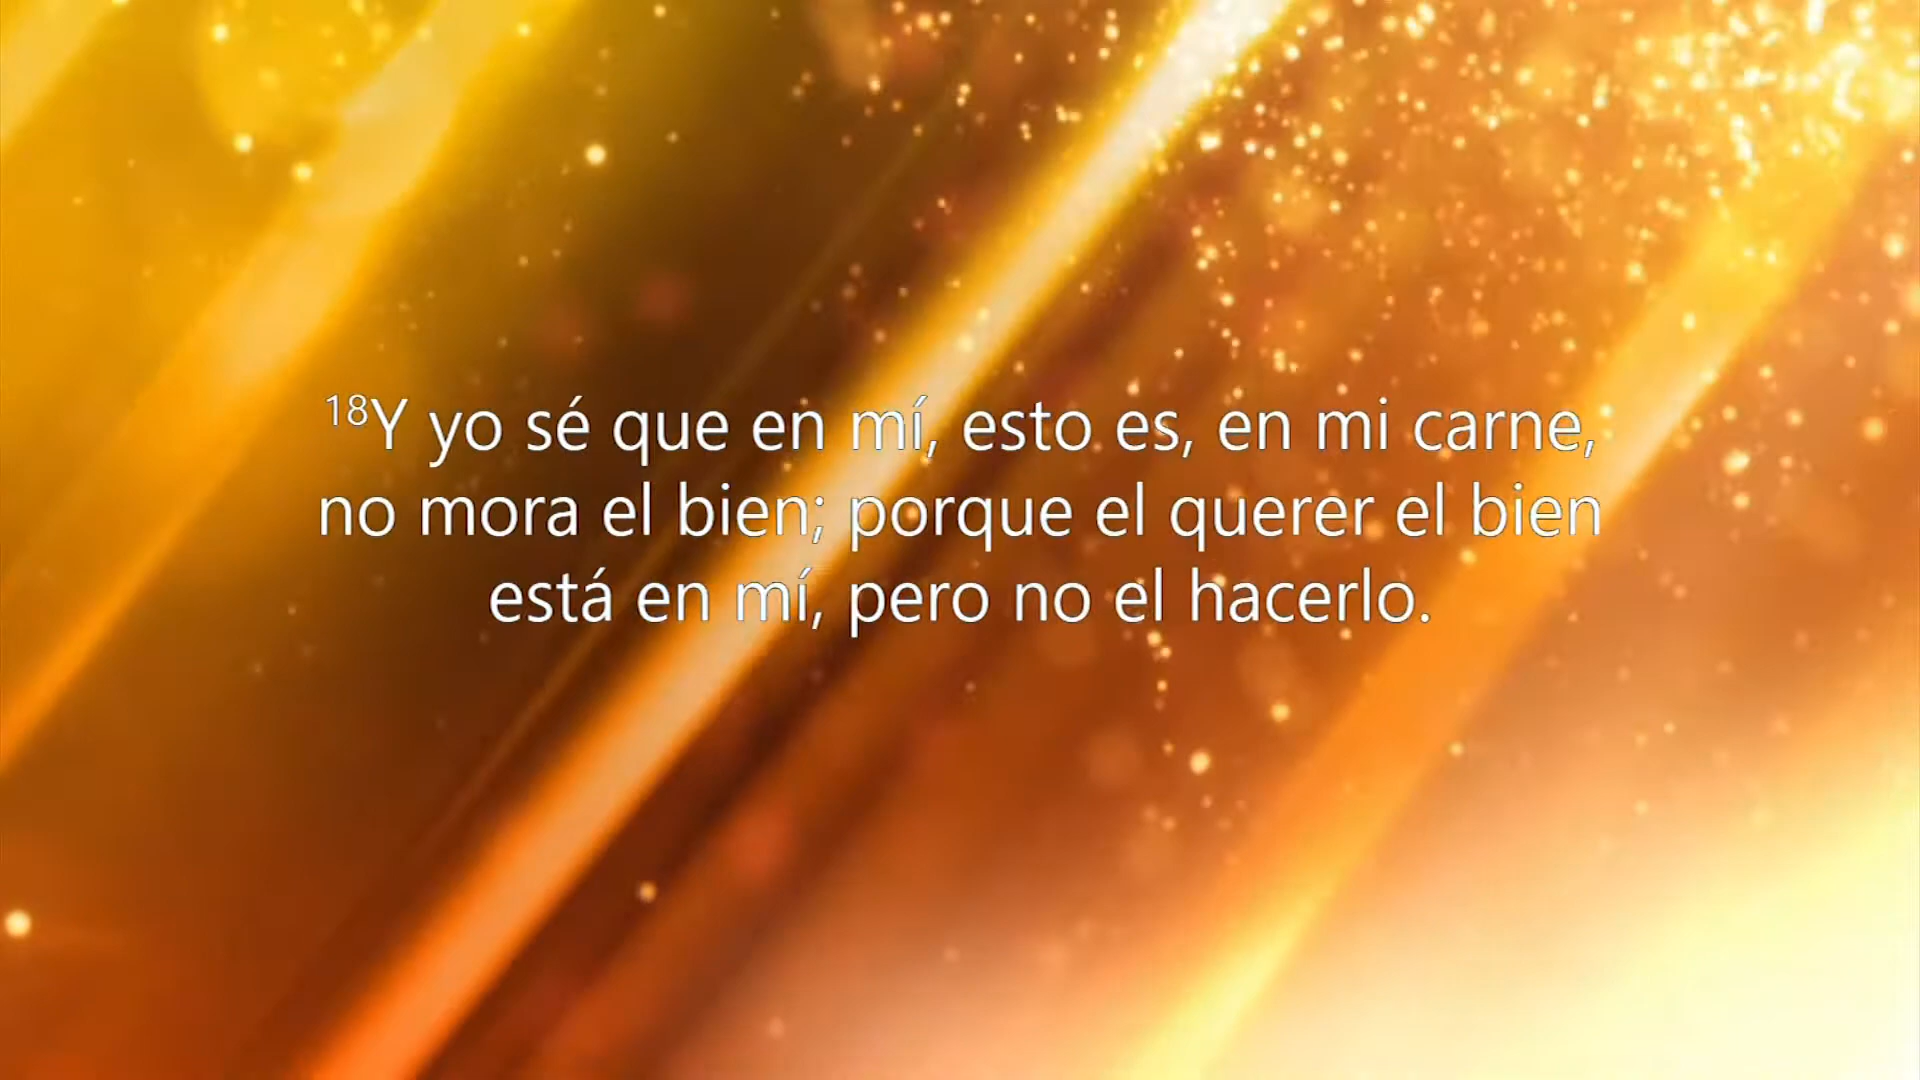 18Y yo sé que en mí, esto es, en mi carne,
no mora el bien; porque el querer el bien
está en mí, pero no el hacerlo.